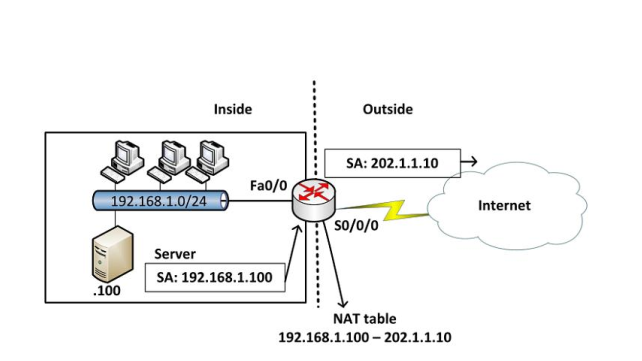 Inside
Outside
SA: 202.1.1.10
Fa0/0
192.168.1.0/24
Internet
S0/0/0
Server
SA: 192.168.1.100
.100
NAT table
192.168.1.100 – 202.1.1.10